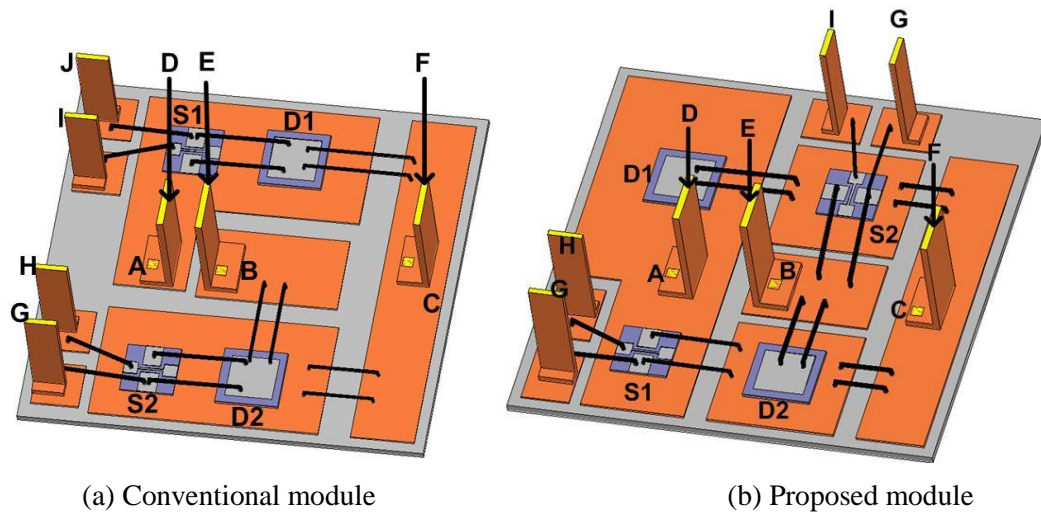 J D E F
I S1 D1
A B C
H
G
S2 D2
I G
D E F
D1
S2
H A B
G C
S1 D2
(a) Conventional module
(b) Proposed module